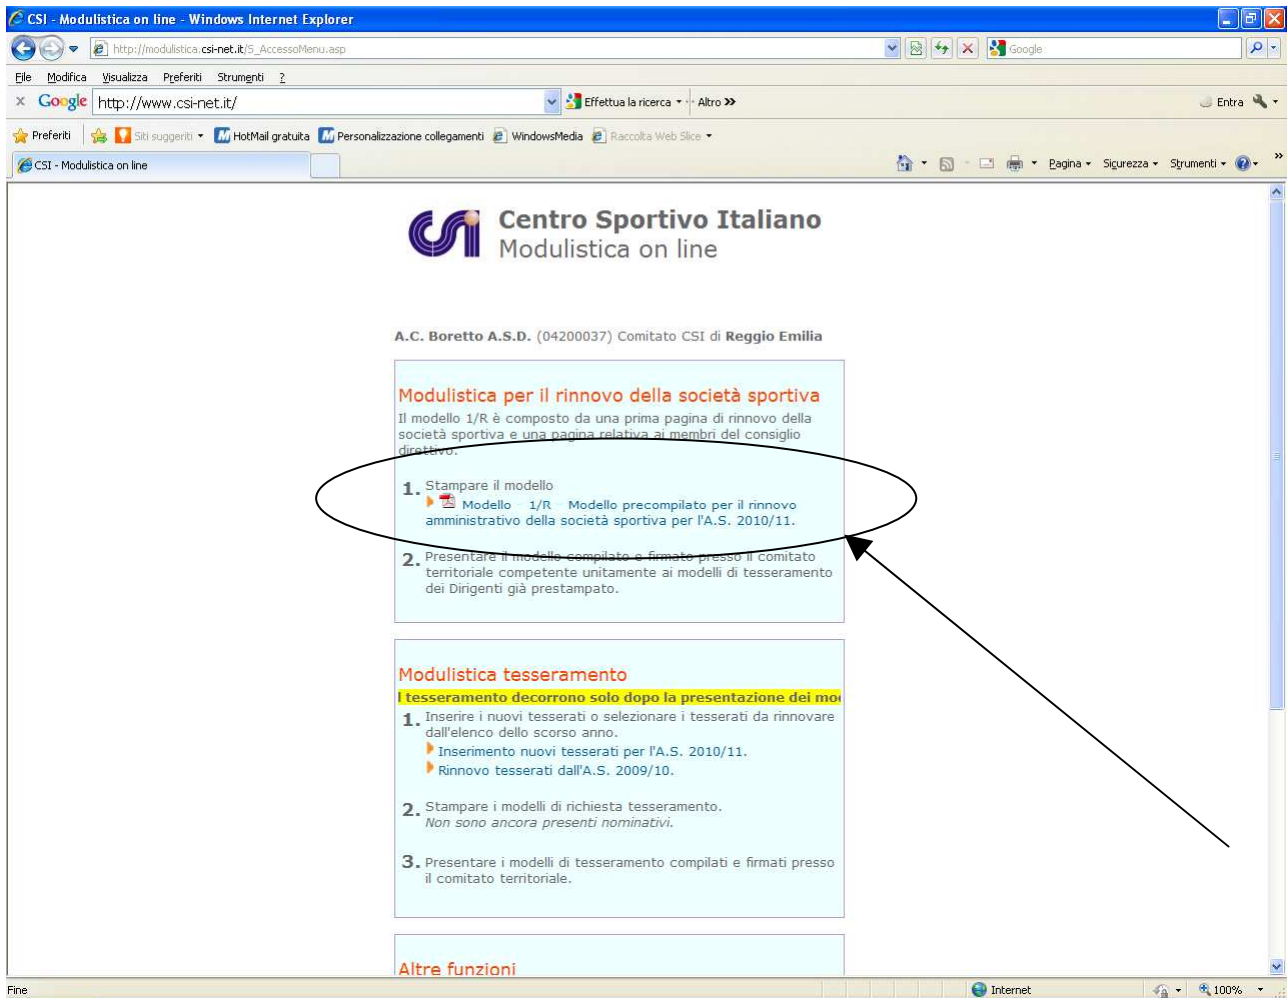 CSI - Modulistica on line - Windows Internet Explorer
http://modulistica.csi-net.it/S_AccessoMenu.asp
Google
File Modifica Visualizza Preferiti Strumenti ?
x Google http://www.csi-net.it/ Effettua la ricerca Altro » Entra
Preferiti Siti suggeriti HotMail gratuita Personalizzazione collegamenti WindowsMedia Raccolta Web Slice
CSI - Modulistica on line
Pagina Sicurezza Strumenti »
CSI
Centro Sportivo Italiano
Modulistica on line
A.C. Boretto A.S.D. (04200037) Comitato CSI di Reggio Emilia
Modulistica per il rinnovo della società sportiva
Il modello 1/R è composto da una prima pagina di rinnovo della
società sportiva e una pagina relativa ai membri del consiglio
direttivo.
1. Stampare il modello
Modello - 1/R - Modello precompilato per il rinnovo
amministrativo della società sportiva per l'A.S. 2010/11.
2. Presentare il modello compilato e firmato presso il comitato
territoriale competente unitamente ai modelli di tesseramento
dei Dirigenti già prestampato.
Modulistica tesseramento
l tesseramento decorrono solo dopo la presentazione dei mo
1. Inserire i nuovi tesserati o selezionare i tesserati da rinnovare
dall'elenco dello scorso anno.
Inserimento nuovi tesserati per l'A.S. 2010/11.
Rinnovo tesserati dall'A.S. 2009/10.
2. Stampare i modelli di richiesta tesseramento.
Non sono ancora presenti nominativi.
3. Presentare i modelli di tesseramento compilati e firmati presso
il comitato territoriale.
Altre funzioni
Fine Internet 100%